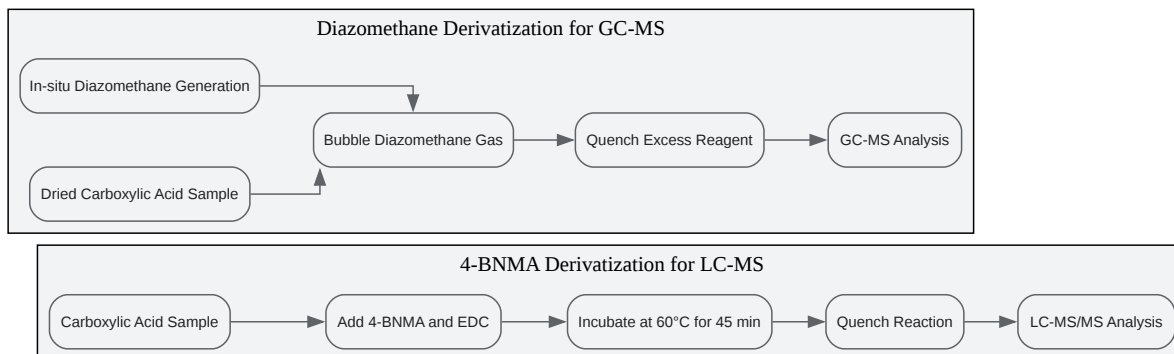 Diazomethane Derivatization for GC-MS
In-situ Diazomethane Generation
Bubble Diazomethane Gas
Quench Excess Reagent
GC-MS Analysis
Dried Carboxylic Acid Sample
4-BNMA Derivatization for LC-MS
Carboxylic Acid Sample
Add 4-BNMA and EDC
Incubate at 60°C for 45 min
Quench Reaction
LC-MS/MS Analysis